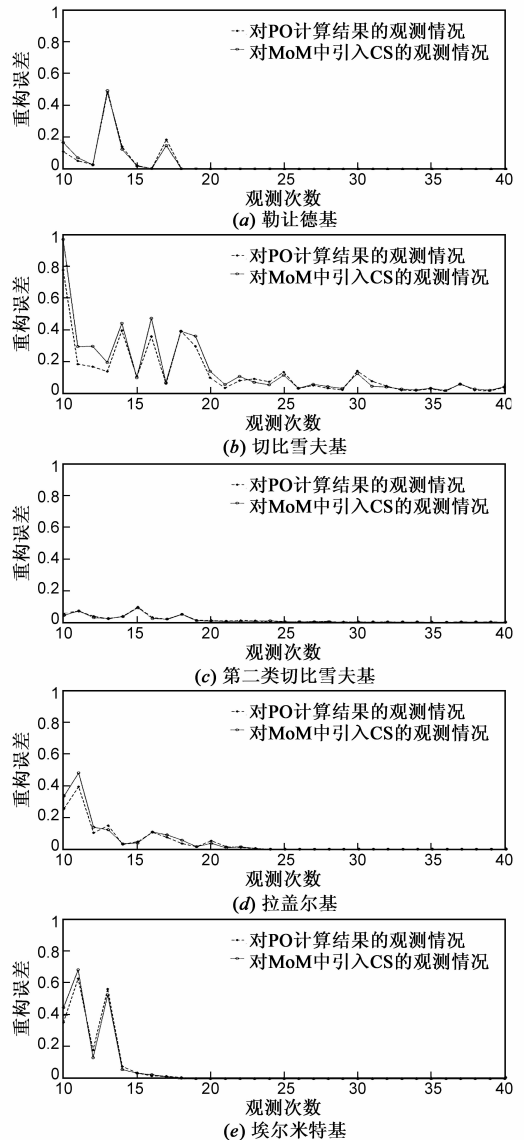 1
0.8
0.6
0.4
0.2
0
重构误差
对PO计算结果的观测情况
对MoM中引入CS的观测情况
10 15 20 25 30 35 40
观测次数
(a) 勒让德基
1
0.8
0.6
0.4
0.2
0
重构误差
对PO计算结果的观测情况
对MoM中引入CS的观测情况
10 15 20 25 30 35 40
观测次数
(b) 切比雪夫基
1
0.8
0.6
0.4
0.2
0
重构误差
对PO计算结果的观测情况
对MoM中引入CS的观测情况
10 15 20 25 30 35 40
观测次数
(c) 第二类切比雪夫基
1
0.8
0.6
0.4
0.2
0
重构误差
对PO计算结果的观测情况
对MoM中引入CS的观测情况
10 15 20 25 30 35 40
观测次数
(d) 拉盖尔基
1
0.8
0.6
0.4
0.2
0
重构误差
对PO计算结果的观测情况
对MoM中引入CS的观测情况
10 15 20 25 30 35 40
观测次数
(e) 埃尔米特基